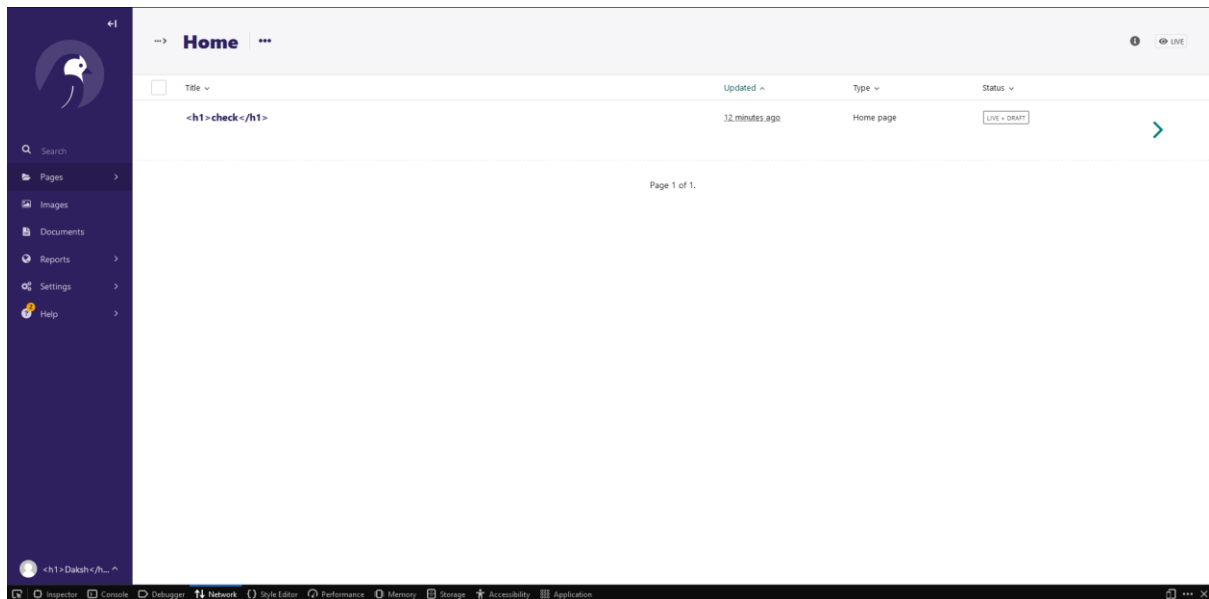 Home •••
LIVE
Title Updated Type Status
<h1>check</h1> 12 minutes ago Home page LIVE + DRAFT
Page 1 of 1.
Search
Pages
Images
Documents
Reports
Settings
Help
<h1>Daksh</h...
Inspector Console Debugger Network Style Editor Performance Memory Storage Accessibility Application